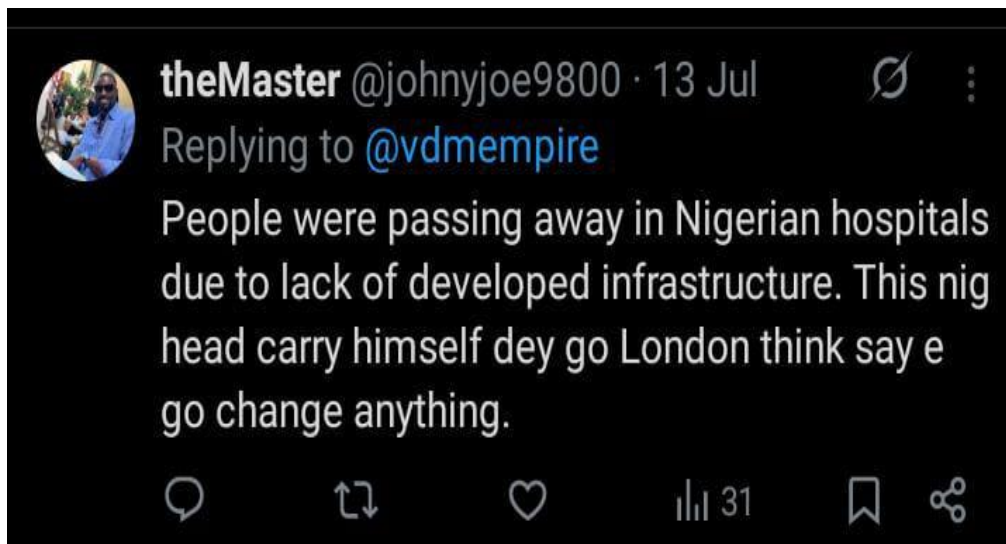 theMaster @johnyjoe9800 · 13 Jul
Replying to @vdmempire
People were passing away in Nigerian hospitals
due to lack of developed infrastructure. This nig
head carry himself dey go London think say e
go change anything.
31